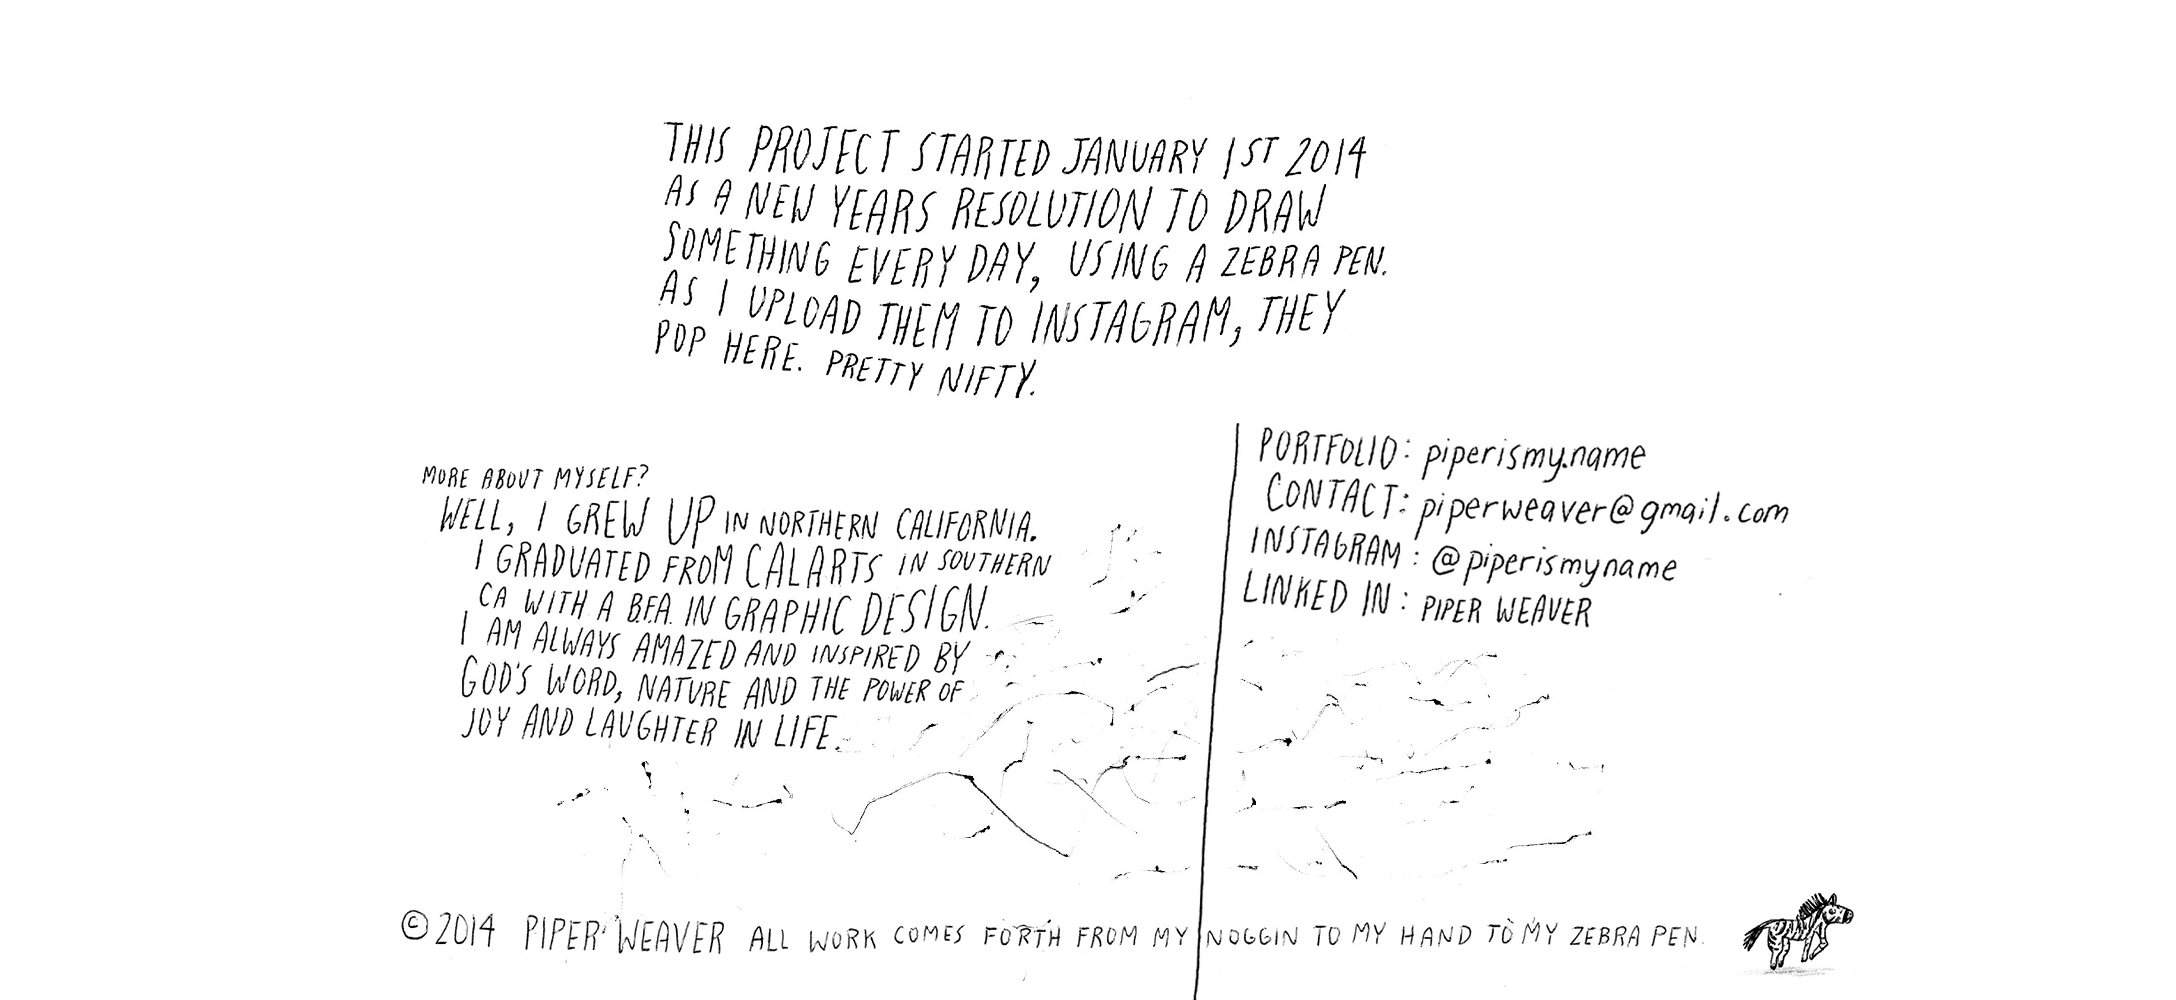 THIS PROJECT STARTED JANUARY 1ST 2014
AS A NEW YEARS RESOLUTION TO DRAW
SOMETHING EVERY DAY, USING A ZEBRA PEN.
AS I UPLOAD THEM TO INSTAGRAM, THEY
POP HERE. PRETTY NIFTY.
MORE ABOUT MYSELF?
WELL, I GREW UP IN NORTHERN CALIFORNIA.
I GRADUATED FROM CALARTS IN SOUTHERN
CA WITH A B.F.A. IN GRAPHIC DESIGN.
I AM ALWAYS AMAZED AND INSPIRED BY
GOD'S WORD, NATURE AND THE POWER OF
JOY AND LAUGHTER IN LIFE.
PORTFOLIO: piperismy.name
CONTACT: piperweaver@gmail.com
INSTAGRAM: @piperismyname
LINKED IN: PIPER WEAVER
© 2014 PIPER WEAVER ALL WORK COMES FORTH FROM MY NOGGIN TO MY HAND TO MY ZEBRA PEN.